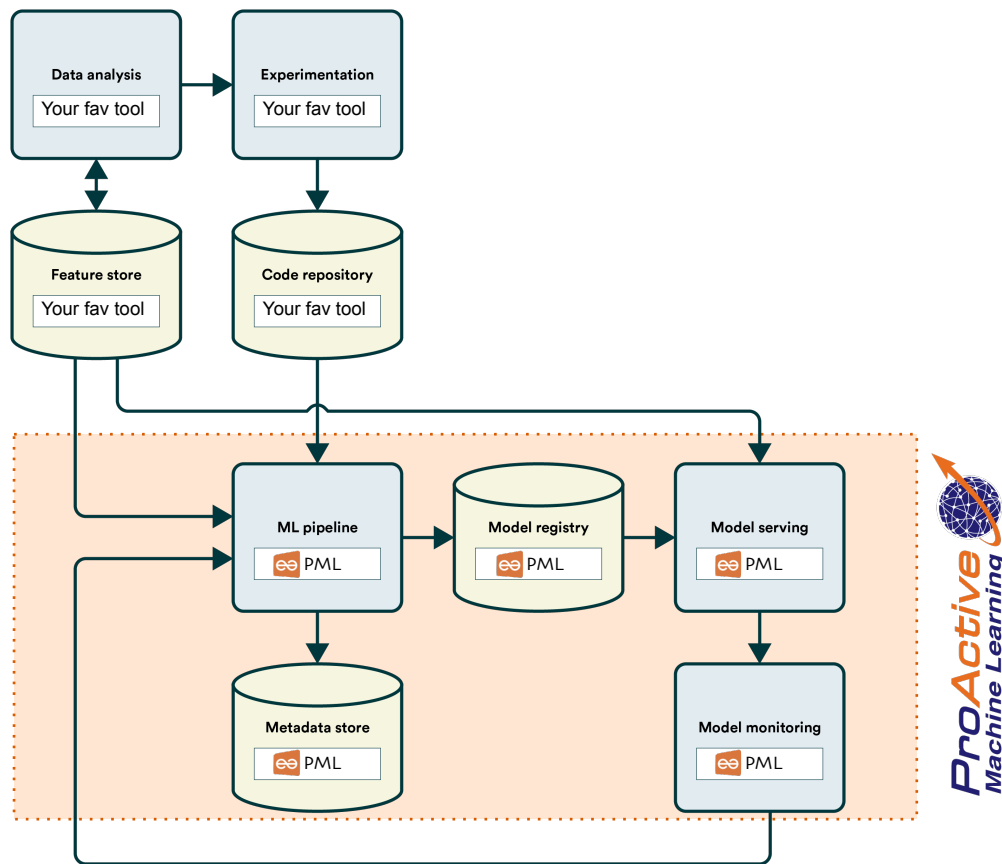 Data analysis
Your fav tool
Experimentation
Your fav tool
Feature store
Your fav tool
Code repository
Your fav tool
ML pipeline
PML
Model registry
PML
Model serving
PML
Metadata store
PML
Model monitoring
PML
ProActive
Machine Learning